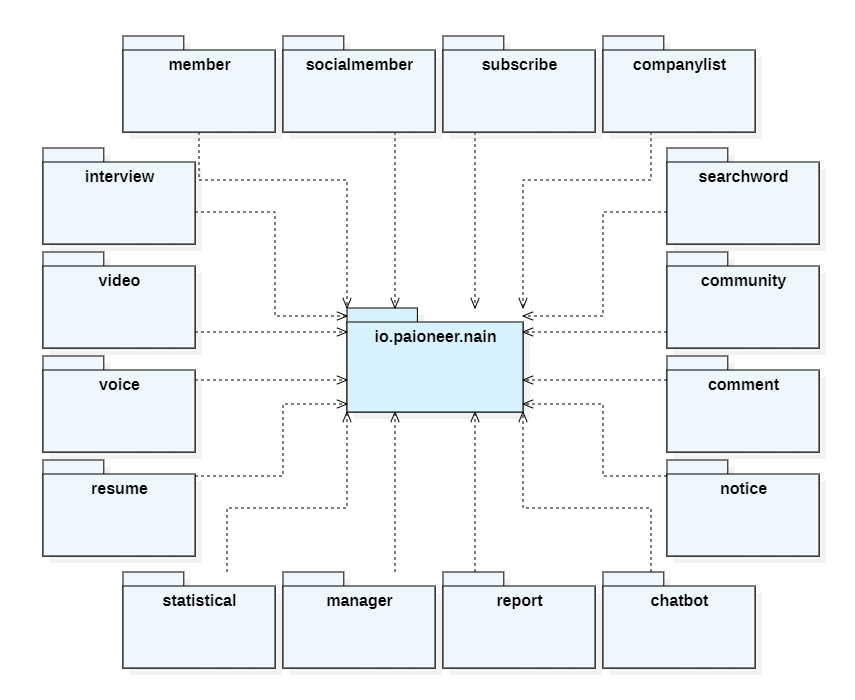 member
socialmember
subscribe
companylist
interview
searchword
video
community
io.paioneer.nain
voice
comment
resume
notice
statistical
manager
report
chatbot